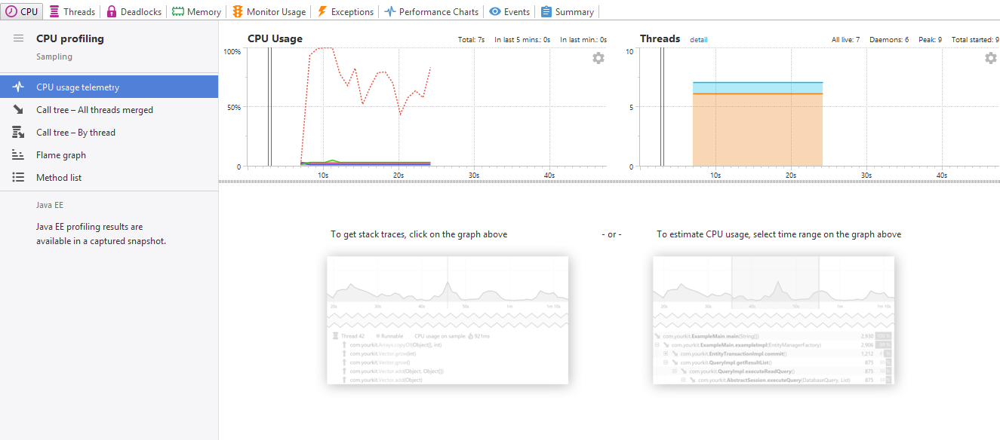 CPU Threads Deadlocks Memory Monitor Usage Exceptions Performance Charts Events Summary
CPU profiling
Sampling
CPU usage telemetry
Call tree – All threads merged
Call tree – By thread
Flame graph
Method list
Java EE
Java EE profiling results are
available in a captured snapshot.
CPU Usage Total: 7s In last 5 mins.: 0s In last min.: 0s
100%
50%
0
10s 20s 30s 40s
Threads detail All live: 7 Daemons: 6 Peak: 9 Total started: 9
10
5
0
10s 20s 30s 40s
To get stack traces, click on the graph above
- or -
To estimate CPU usage, select time range on the graph above
20s 30s 40s 50s 1m 1m 10s
Thread 42 Runnable CPU usage on sample: 921ms
com.yourkit.Arrays.copyOf(Object[], int)
com.yourkit.Vector.grow(int)
com.yourkit.Vector.grow()
com.yourkit.Vector.add(Object, Object[])
com.yourkit.Vector.add(Object)
20s 30s 40s 50s 1m 1m 10s
com.yourkit.ExampleMain.main(String[]) 2,930 100 %
com.yourkit.ExampleMain.exampleImpl(EntityManagerFactory) 2,906 99 %
com.yourkit.EntityTransactionImpl.commit() 1,212
com.yourkit.QueryImpl.getResultList() 875
com.yourkit.QueryImpl.executeReadQuery() 875
com.yourkit.AbstractSession.executeQuery(DatabaseQuery, List) 875